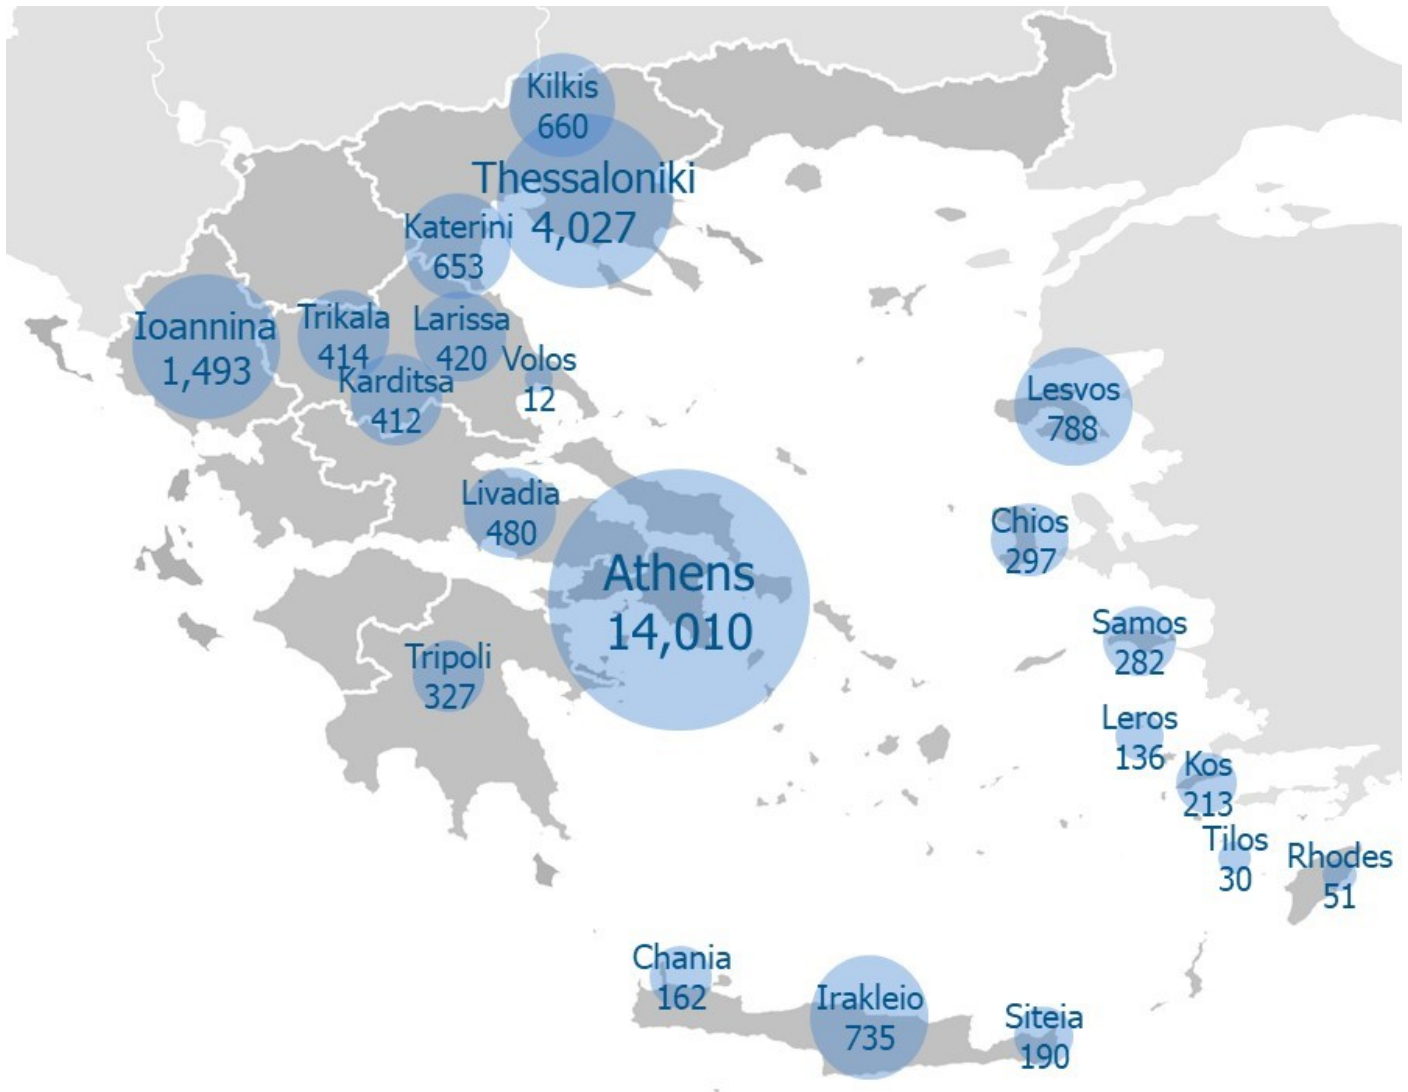 Kilkis
660
Thessaloniki
4,027
Katerini
653
Ioannina
1,493
Trikala
414
Larissa
420
Volos
12
Karditsa
412
Lesvos
788
Livadia
480
Chios
297
Athens
14,010
Samos
282
Tripoli
327
Leros
136
Kos
213
Tilos
30
Rhodes
51
Chania
162
Irakleio
735
Siteia
190